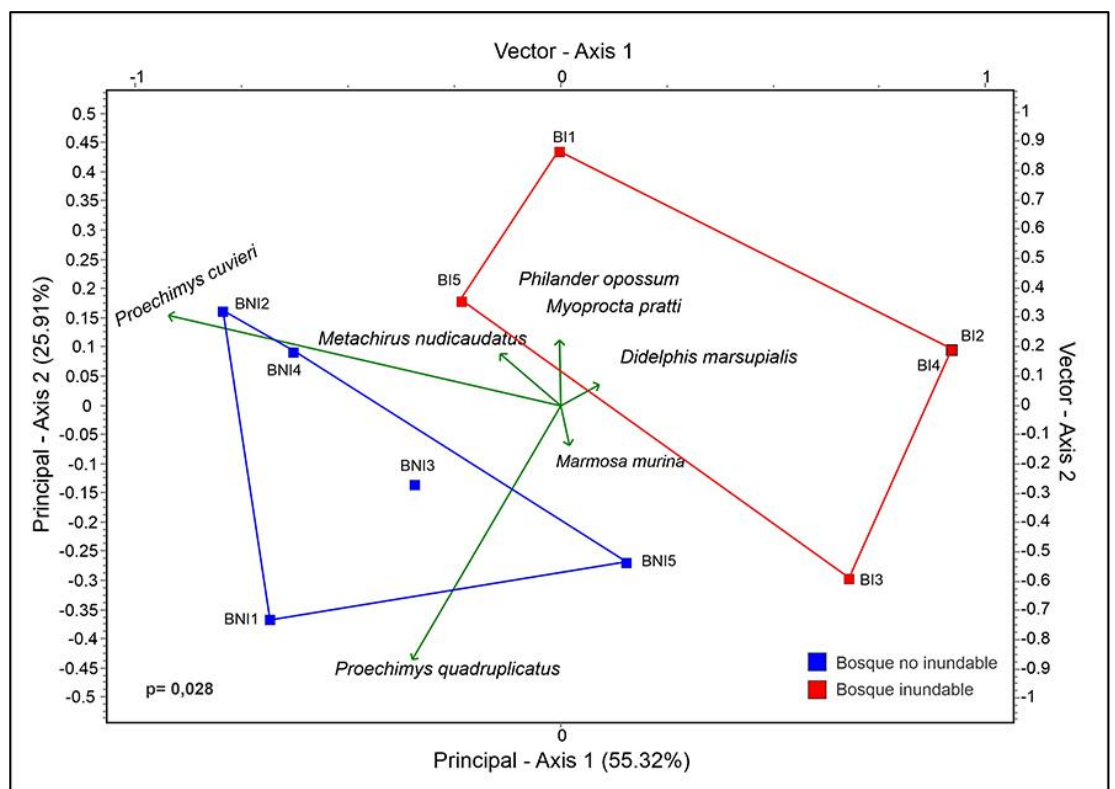 Vector - Axis 1
-1
0
1
0.5
0.45
0.4
0.35
0.3
0.25
0.2
0.15
0.1
0.05
0
-0.05
-0.1
-0.15
-0.2
-0.25
-0.3
-0.35
-0.4
-0.45
-0.5
Principal - Axis 2 (25.91%)
BI1
BI5
Philander opossum
Myoprocta pratti
Proechimys cuvieri
BNI2
Metachirus nudicaudatus
BI2
BNI4
Didelphis marsupialis
BI4
Marmosa murina
BNI3
BNI5
BI3
BNI1
Proechimys quadruplicatus
p= 0,028
Bosque no inundable
Bosque inundable
1
0.9
0.8
0.7
0.6
0.5
0.4
0.3
0.2
0.1
0
-0.1
-0.2
-0.3
-0.4
-0.5
-0.6
-0.7
-0.8
-0.9
-1
Vector - Axis 2
0
Principal - Axis 1 (55.32%)